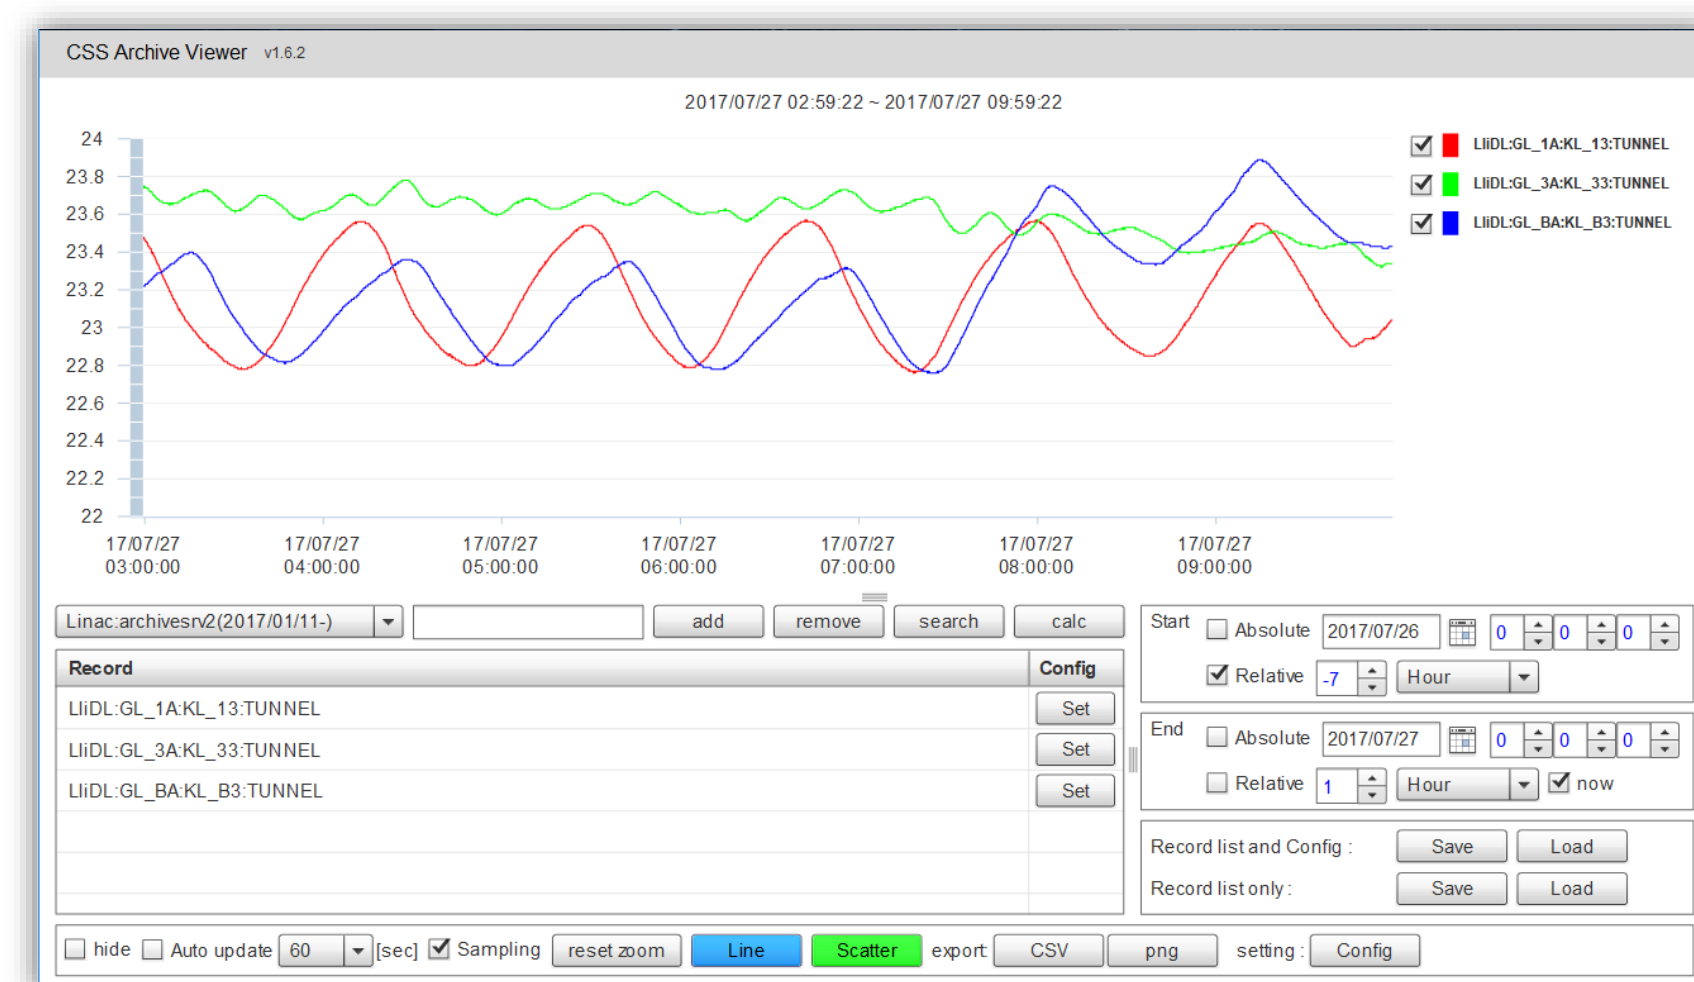 CSS Archive Viewer v1.6.2
2017/07/27 02:59:22 ~ 2017/07/27 09:59:22
24
23.8
23.6
23.4
23.2
23
22.8
22.6
22.4
22.2
22
17/07/27 17/07/27 17/07/27 17/07/27 17/07/27 17/07/27 17/07/27
03:00:00 04:00:00 05:00:00 06:00:00 07:00:00 08:00:00 09:00:00
LIiDL:GL_1A:KL_13:TUNNEL
LIiDL:GL_3A:KL_33:TUNNEL
LIiDL:GL_BA:KL_B3:TUNNEL
Linac:archivesrv2(2017/01/11-) add remove search calc
Record Config
LIiDL:GL_1A:KL_13:TUNNEL Set
LIiDL:GL_3A:KL_33:TUNNEL Set
LIiDL:GL_BA:KL_B3:TUNNEL Set
Start Absolute 2017/07/26 0 0 0
Relative -7 Hour
End Absolute 2017/07/27 0 0 0
Relative 1 Hour now
Record list and Config : Save Load
Record list only : Save Load
hide Auto update 60 [sec] Sampling reset zoom Line Scatter export: CSV png setting : Config